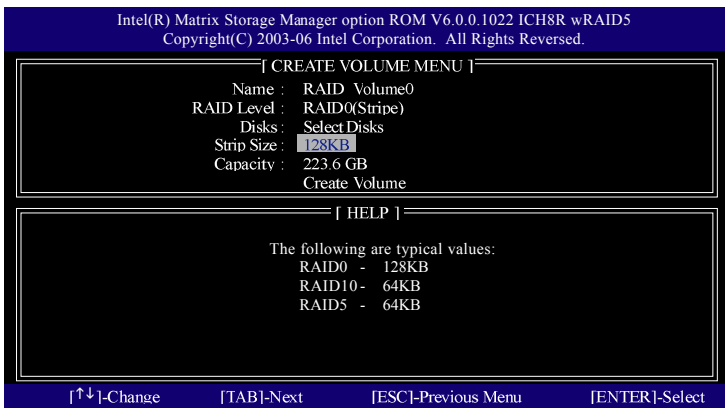 Intel(R) Matrix Storage Manager option ROM V6.0.0.1022 ICH8R wRAID5
Copyright(C) 2003-06 Intel Corporation. All Rights Reversed.
[ CREATE VOLUME MENU ]
Name : RAID Volume0
RAID Level : RAID0(Stripe)
Disks : Select Disks
Strip Size : 128KB
Capacity : 223.6 GB
Create Volume
[ HELP ]
The following are typical values:
RAID0 - 128KB
RAID10 - 64KB
RAID5 - 64KB
[↑↓]-Change [TAB]-Next [ESC]-Previous Menu [ENTER]-Select